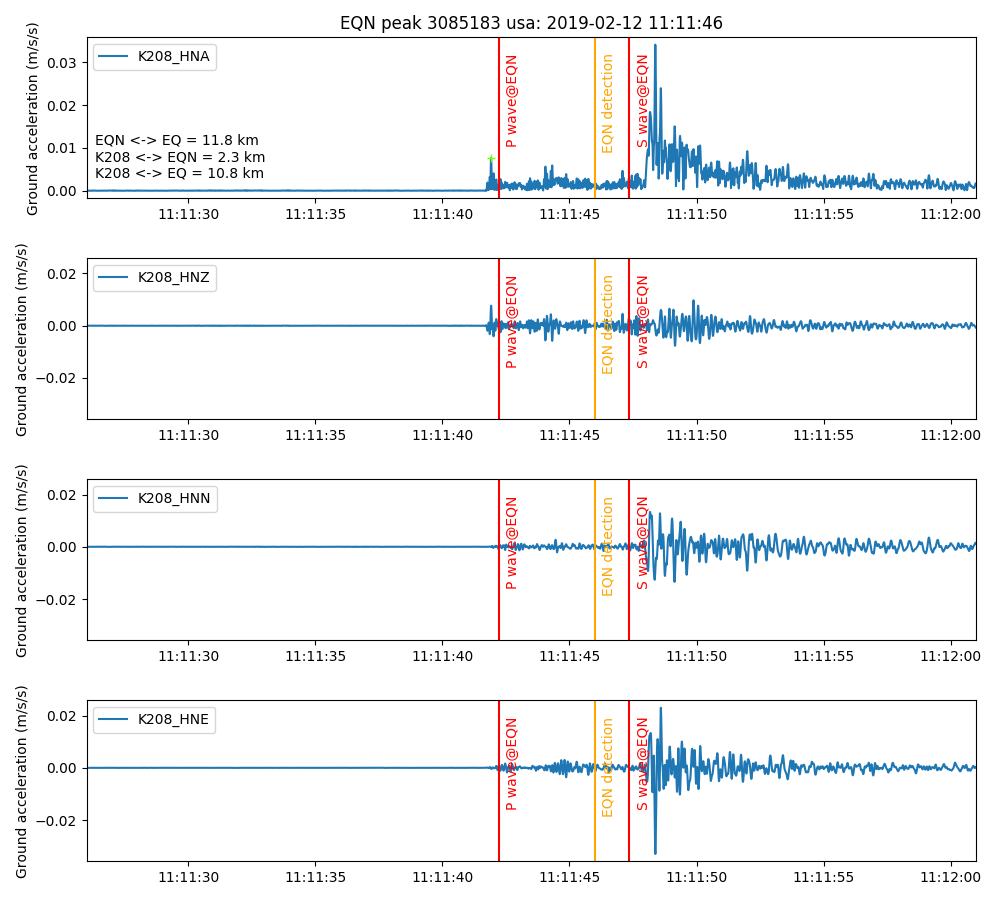 EQN peak 3085183 usa: 2019-02-12 11:11:46
Ground acceleration (m/s/s)
0.03
0.02
0.01
0.00
K208_HNA
EQN <-> EQ = 11.8 km
K208 <-> EQN = 2.3 km
K208 <-> EQ = 10.8 km
P wave@EQN
EQN detection
S wave@EQN
11:11:30 11:11:35 11:11:40 11:11:45 11:11:50 11:11:55 11:12:00
Ground acceleration (m/s/s)
0.02
0.00
−0.02
K208_HNZ
P wave@EQN
EQN detection
S wave@EQN
11:11:30 11:11:35 11:11:40 11:11:45 11:11:50 11:11:55 11:12:00
Ground acceleration (m/s/s)
0.02
0.00
−0.02
K208_HNN
P wave@EQN
EQN detection
S wave@EQN
11:11:30 11:11:35 11:11:40 11:11:45 11:11:50 11:11:55 11:12:00
Ground acceleration (m/s/s)
0.02
0.00
−0.02
K208_HNE
P wave@EQN
EQN detection
S wave@EQN
11:11:30 11:11:35 11:11:40 11:11:45 11:11:50 11:11:55 11:12:00